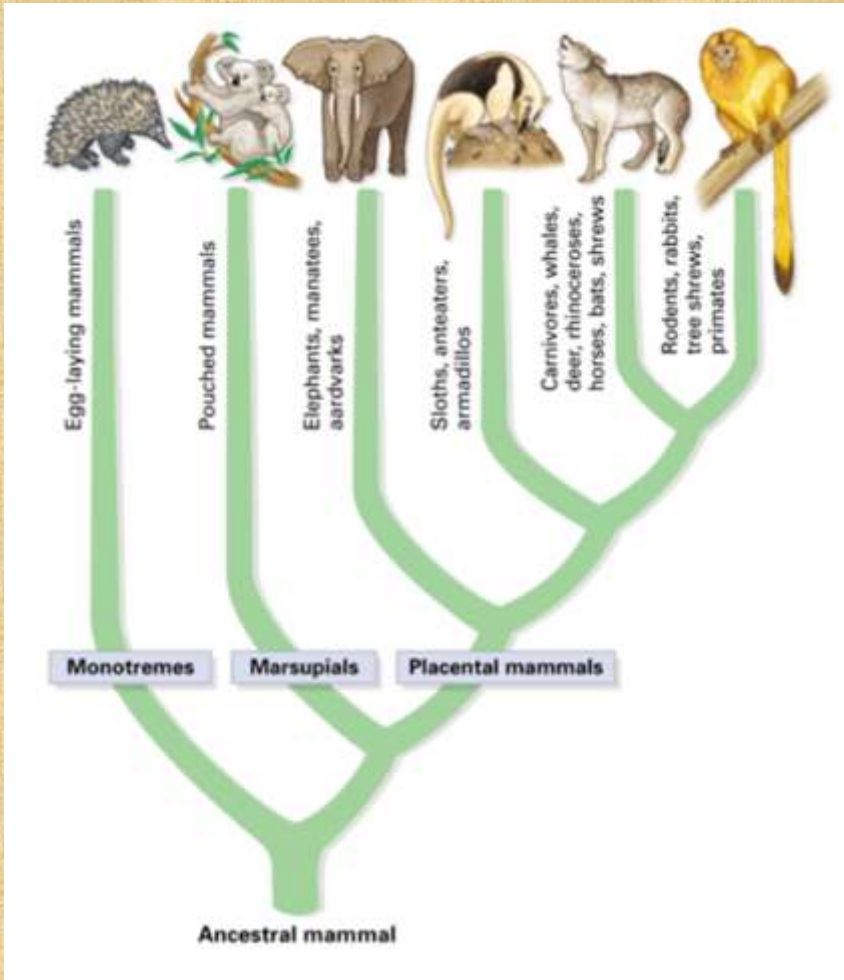 Egg-laying mammals
Pouched mammals
Elephants, manatees,
aardvarks
Sloths, anteaters,
armadillos
Carnivores, whales,
deer, rhinoceroses,
horses, bats, shrews
Rodents, rabbits,
tree shrews,
primates
Monotremes
Marsupials
Placental mammals
Ancestral mammal